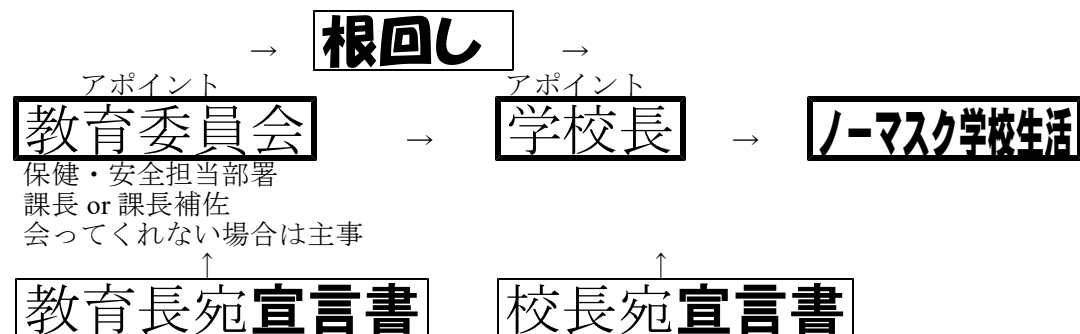 → 根回し →
アポイント アポイント
教育委員会 → 学校長 → ノーマスク学校生活
保健・安全担当部署
課長 or 課長補佐
会ってくれない場合は主事
↑ ↑
教育長宛宣言書 校長宛宣言書